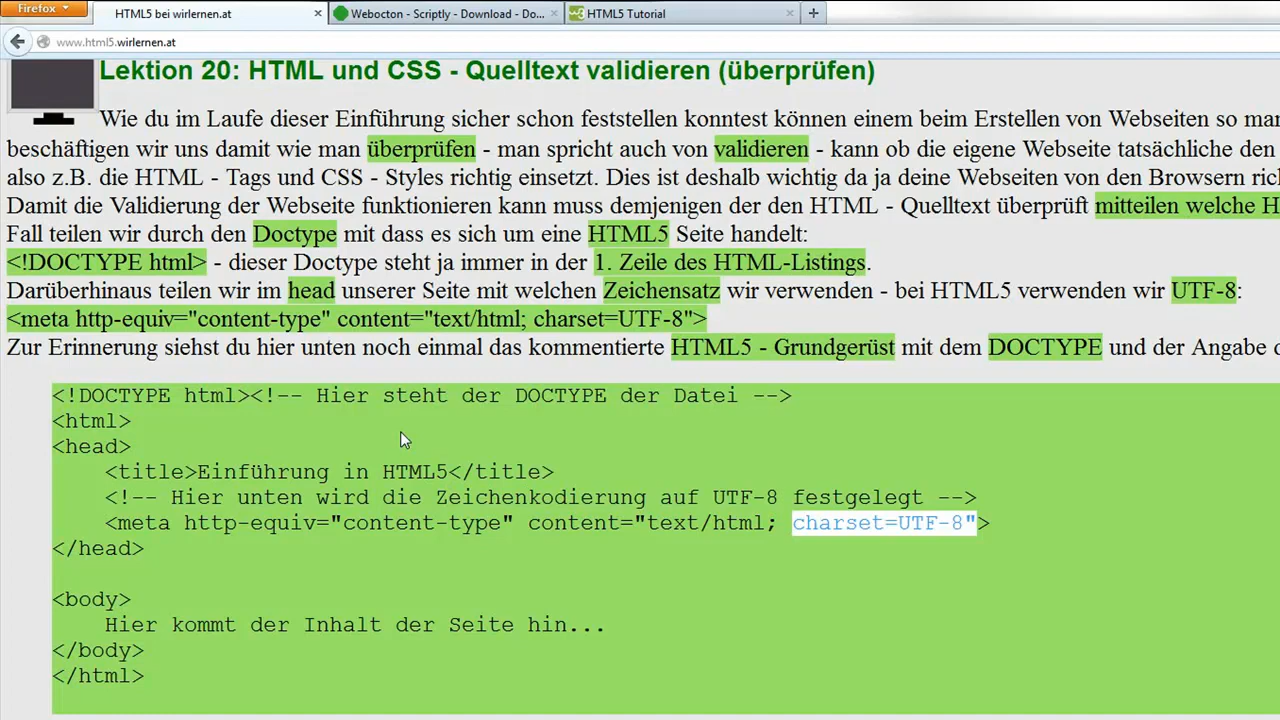 Firefox
HTML5 bei wirlernen.at
Webocton - Scriptly - Download - Do...
HTML5 Tutorial
www.html5.wirlernen.at
Lektion 20: HTML und CSS - Quelltext validieren (überprüfen)
Wie du im Laufe dieser Einführung sicher schon feststellen konntest können einem beim Erstellen von Webseiten so
beschäftigen wir uns damit wie man überprüfen - man spricht auch von validieren - kann ob die eigene Webseite tatsächliche den
also z.B. die HTML - Tags und CSS - Styles richtig einsetzt. Dies ist deshalb wichtig da ja deine Webseiten von den Browsern
Damit die Validierung der Webseite funktionieren kann muss demjenigen der den HTML - Quelltext überprüft mitteilen welche
Fall teilen wir durch den Doctype mit dass es sich um eine HTML5 Seite handelt:
<!DOCTYPE html> - dieser Doctype steht ja immer in der 1. Zeile des HTML-Listings.
Darüberhinaus teilen wir im head unserer Seite mit welchen Zeichensatz wir verwenden - bei HTML5 verwenden wir UTF-8:
<meta http-equiv="content-type" content="text/html; charset=UTF-8">
Zur Erinnerung siehst du hier unten noch einmal das kommentierte HTML5 - Grundgerüst mit dem DOCTYPE und der Angabe
<!DOCTYPE html><!-- Hier steht der DOCTYPE der Datei -->
<html>
<head>
<title>Einführung in HTML5</title>
<!-- Hier unten wird die Zeichenkodierung auf UTF-8 festgelegt -->
<meta http-equiv="content-type" content="text/html; charset=UTF-8">
</head>
<body>
Hier kommt der Inhalt der Seite hin...
</body>
</html>